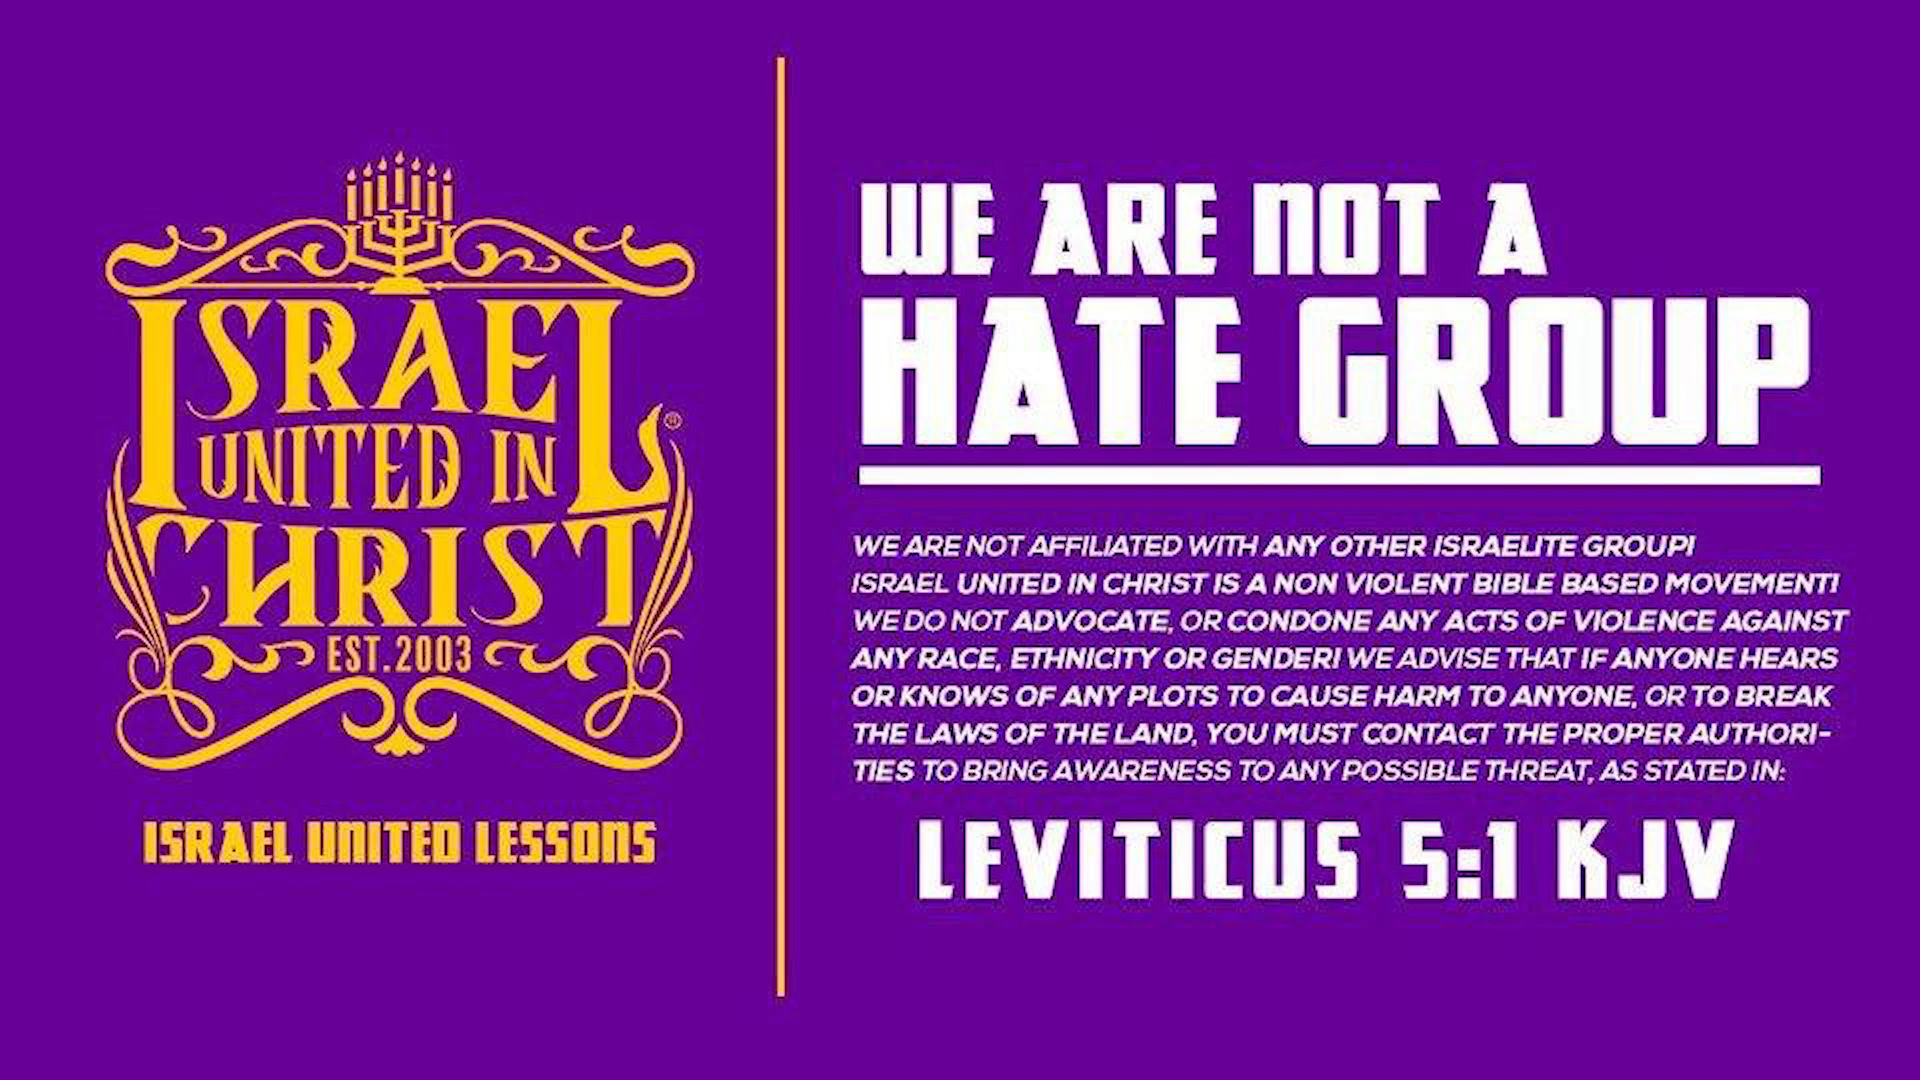 ISRAEL
UNITED IN
CHRIST
®
EST.2003
ISRAEL UNITED LESSONS
WE ARE NOT A
HATE GROUP
WE ARE NOT AFFILIATED WITH ANY OTHER ISRAELITE GROUP!
ISRAEL UNITED IN CHRIST IS A NON VIOLENT BIBLE BASED MOVEMENT!
WE DO NOT ADVOCATE, OR CONDONE ANY ACTS OF VIOLENCE AGAINST
ANY RACE, ETHNICITY OR GENDER! WE ADVISE THAT IF ANYONE HEARS
OR KNOWS OF ANY PLOTS TO CAUSE HARM TO ANYONE, OR TO BREAK
THE LAWS OF THE LAND, YOU MUST CONTACT THE PROPER AUTHORI-
TIES TO BRING AWARENESS TO ANY POSSIBLE THREAT, AS STATED IN:
LEVITICUS 5:1 KJV